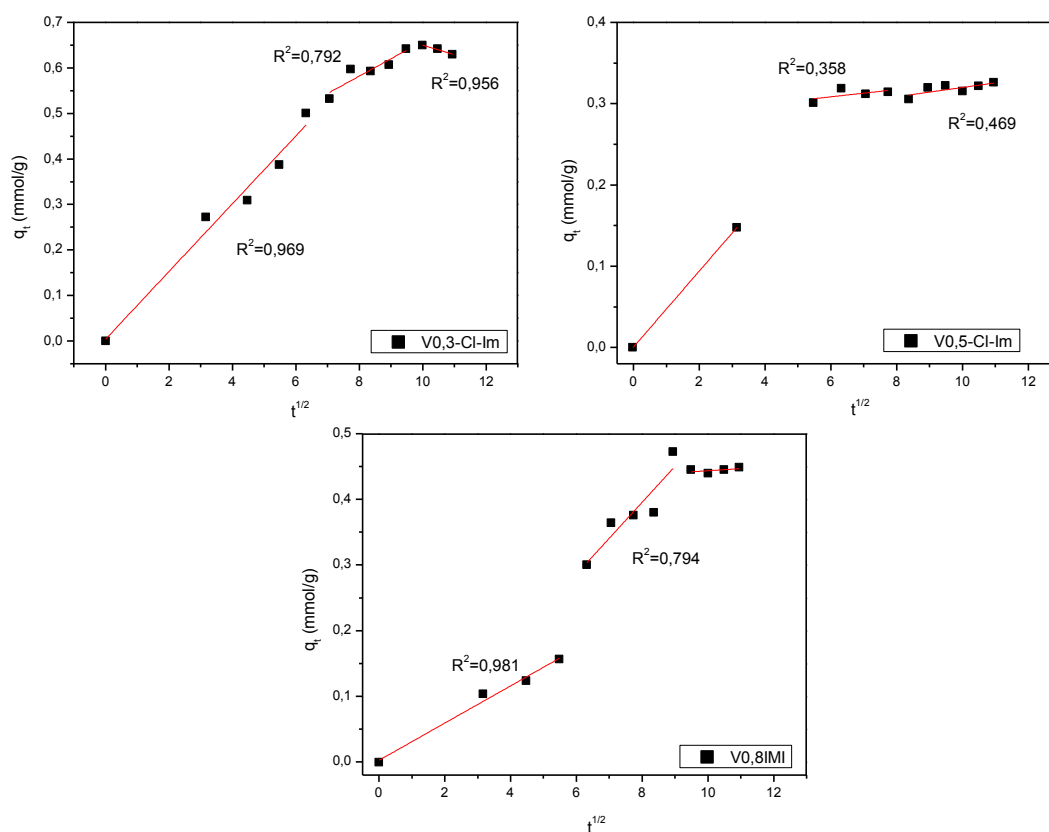 0,7
0,6
0,5
0,4
0,3
0,2
0,1
0,0
q_t (mmol/g)
R²=0,792
R²=0,956
R²=0,969
V0,3-Cl-Im
0 2 4 6 8 10 12
t^{1/2}
0,4
0,3
0,2
0,1
0,0
q_t (mmol/g)
R²=0,358
R²=0,469
V0,5-Cl-Im
0 2 4 6 8 10 12
t^{1/2}
0,5
0,4
0,3
0,2
0,1
0,0
q_t (mmol/g)
R²=0,794
R²=0,981
V0,8IMI
0 2 4 6 8 10 12
t^{1/2}